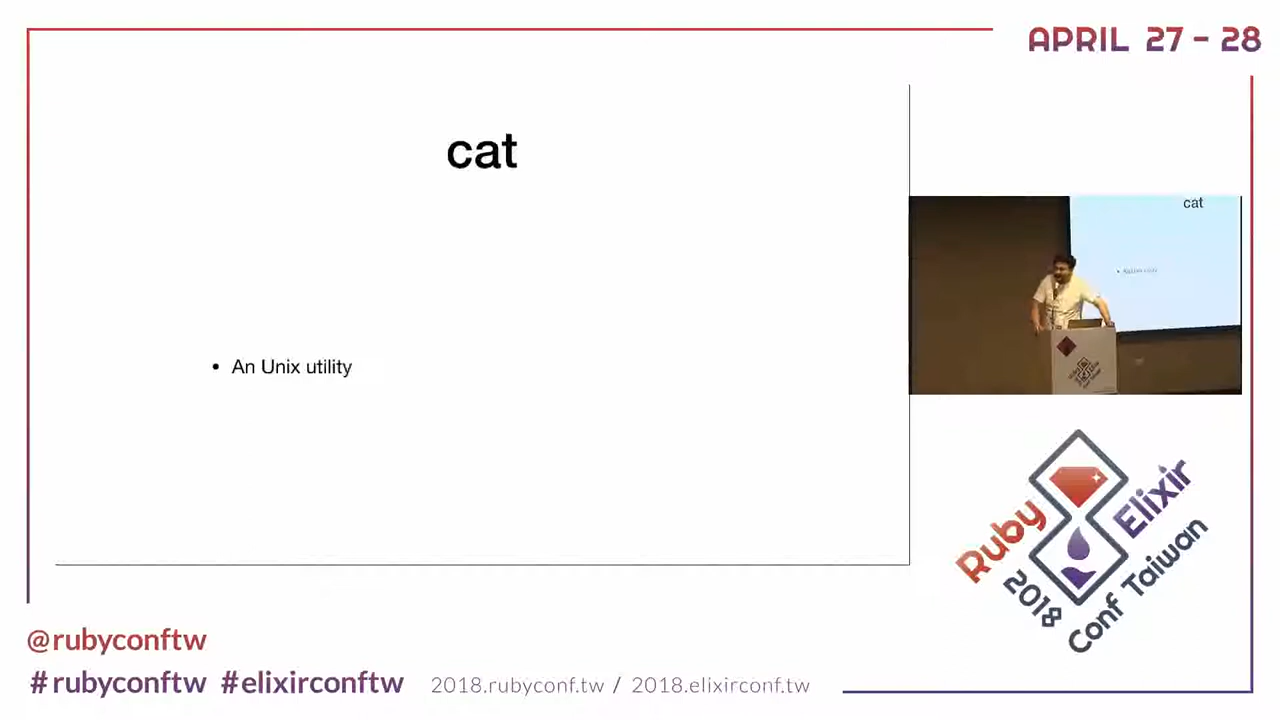 APRIL 27 - 28
cat
• An Unix utility
cat
Ruby Elixir
2018 Conf Taiwan
@rubyconftw
#rubyconftw #elixirconftw 2018.rubyconf.tw / 2018.elixirconf.tw